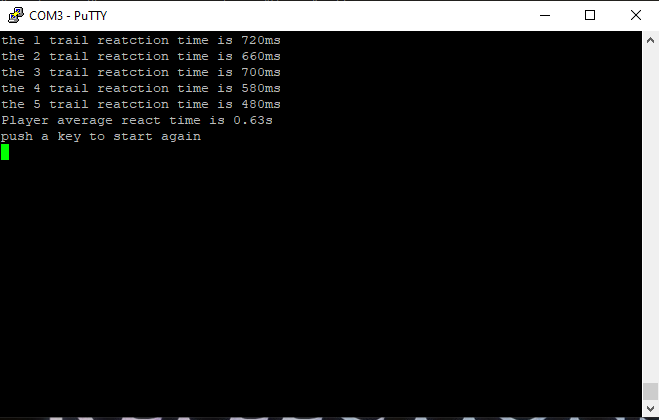 COM3 - PuTTY
the 1 trail reatction time is 720ms
the 2 trail reatction time is 660ms
the 3 trail reatction time is 700ms
the 4 trail reatction time is 580ms
the 5 trail reatction time is 480ms
Player average react time is 0.63s
push a key to start again